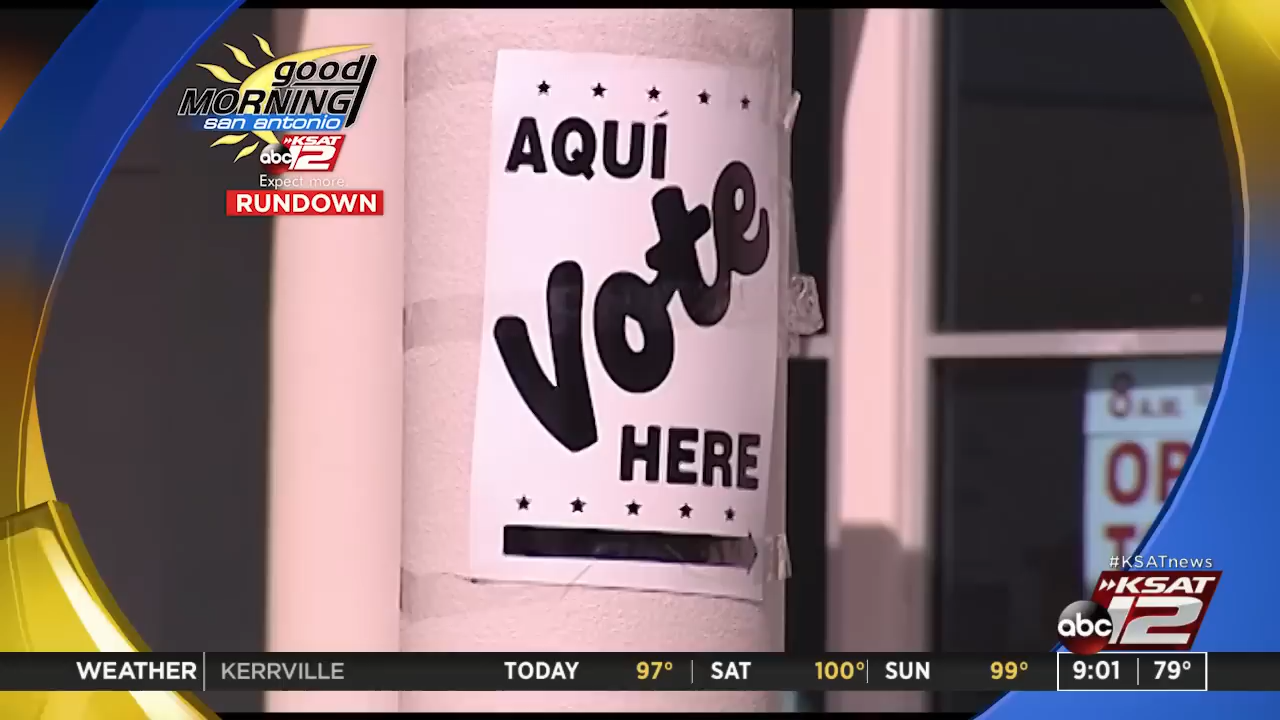 good
MORNING
san antonio
KSAT
abc 12
Expect more.
RUNDOWN
AQUÍ
Vote
HERE
8 A.M.
#KSATnews
KSAT
abc 12
WEATHER KERRVILLE TODAY 97° SAT 100° SUN 99° 9:01 79°